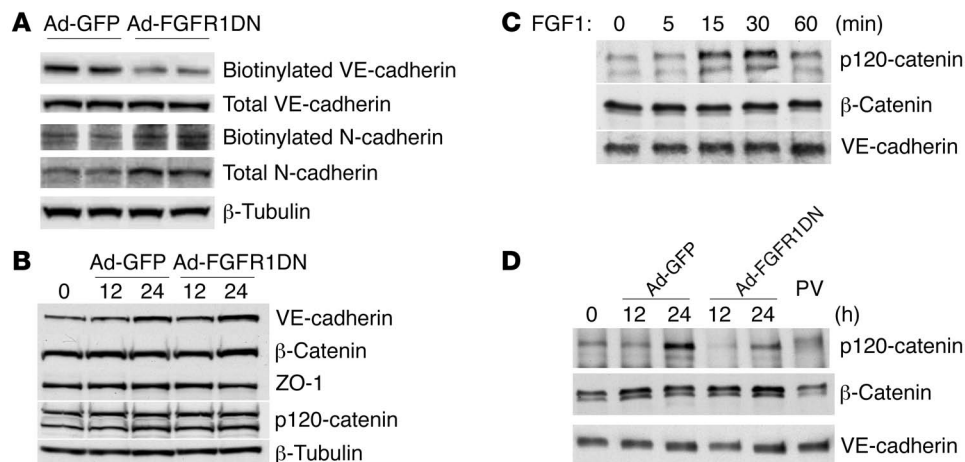 A
Ad-GFP Ad-FGFR1DN
Biotinylated VE-cadherin
Total VE-cadherin
Biotinylated N-cadherin
Total N-cadherin
β-Tubulin
B
Ad-GFP Ad-FGFR1DN
0 12 24 12 24
VE-cadherin
β-Catenin
ZO-1
p120-catenin
β-Tubulin
C FGF1: 0 5 15 30 60 (min)
p120-catenin
β-Catenin
VE-cadherin
D
Ad-GFP Ad-FGFR1DN PV
0 12 24 12 24 (h)
p120-catenin
β-Catenin
VE-cadherin